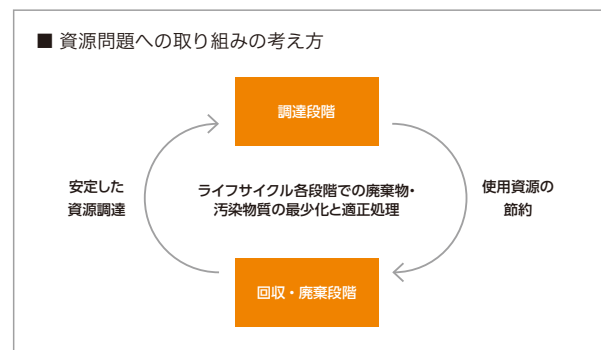 ■ 資源問題への取り組みの考え方
調達段階
安定した
資源調達
ライフサイクル各段階での廃棄物・
汚染物質の最少化と適正処理
使用資源の
節約
回収・廃棄段階